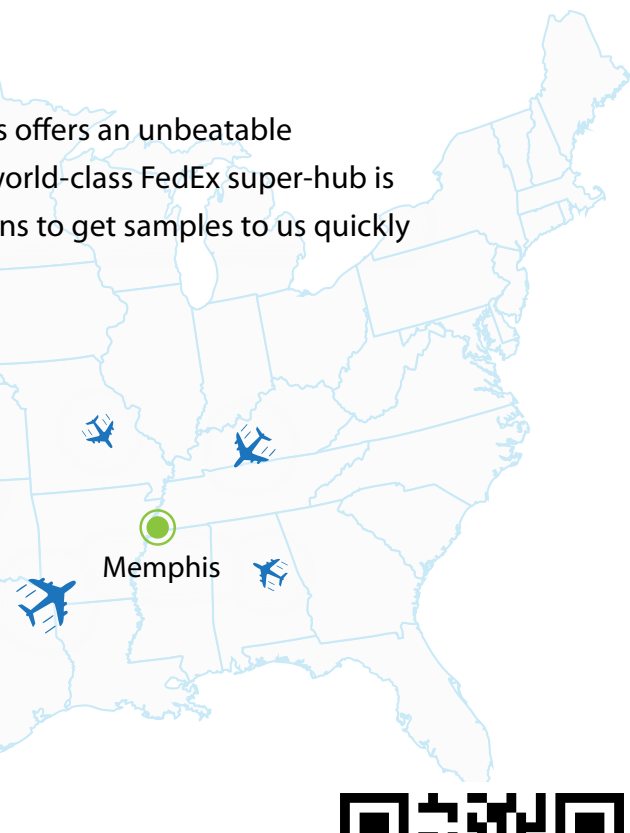 s offers an unbeatable
world-class FedEx super-hub is
ns to get samples to us quickly
Memphis